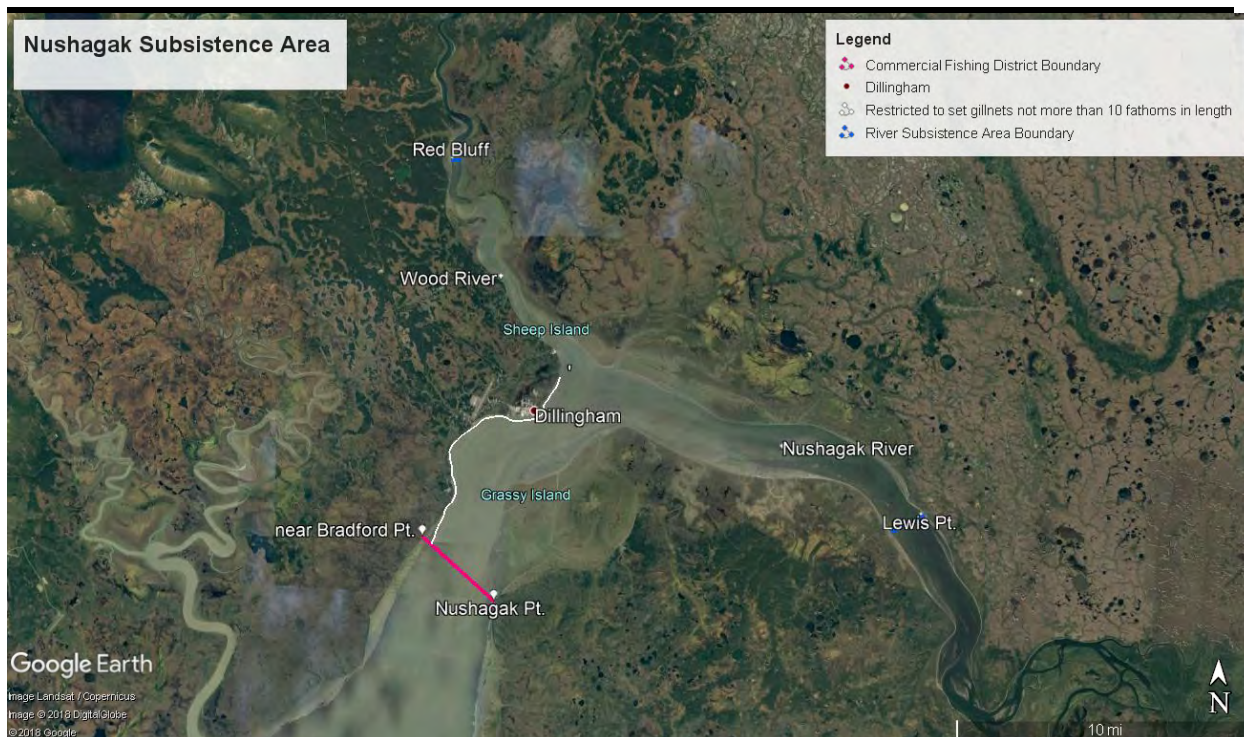 Nushagak Subsistence Area
Legend
Commercial Fishing District Boundary
Dillingham
Restricted to set gillnets not more than 10 fathoms in length
River Subsistence Area Boundary
Red Bluff
Wood River
Sheep Island
Dillingham
Nushagak River
Grassy Island
Lewis Pt.
near Bradford Pt.
Nushagak Pt.
Google Earth
Image Landsat / Copernicus
Image © 2018 DigitalGlobe
© 2018 Google
N
10 mi